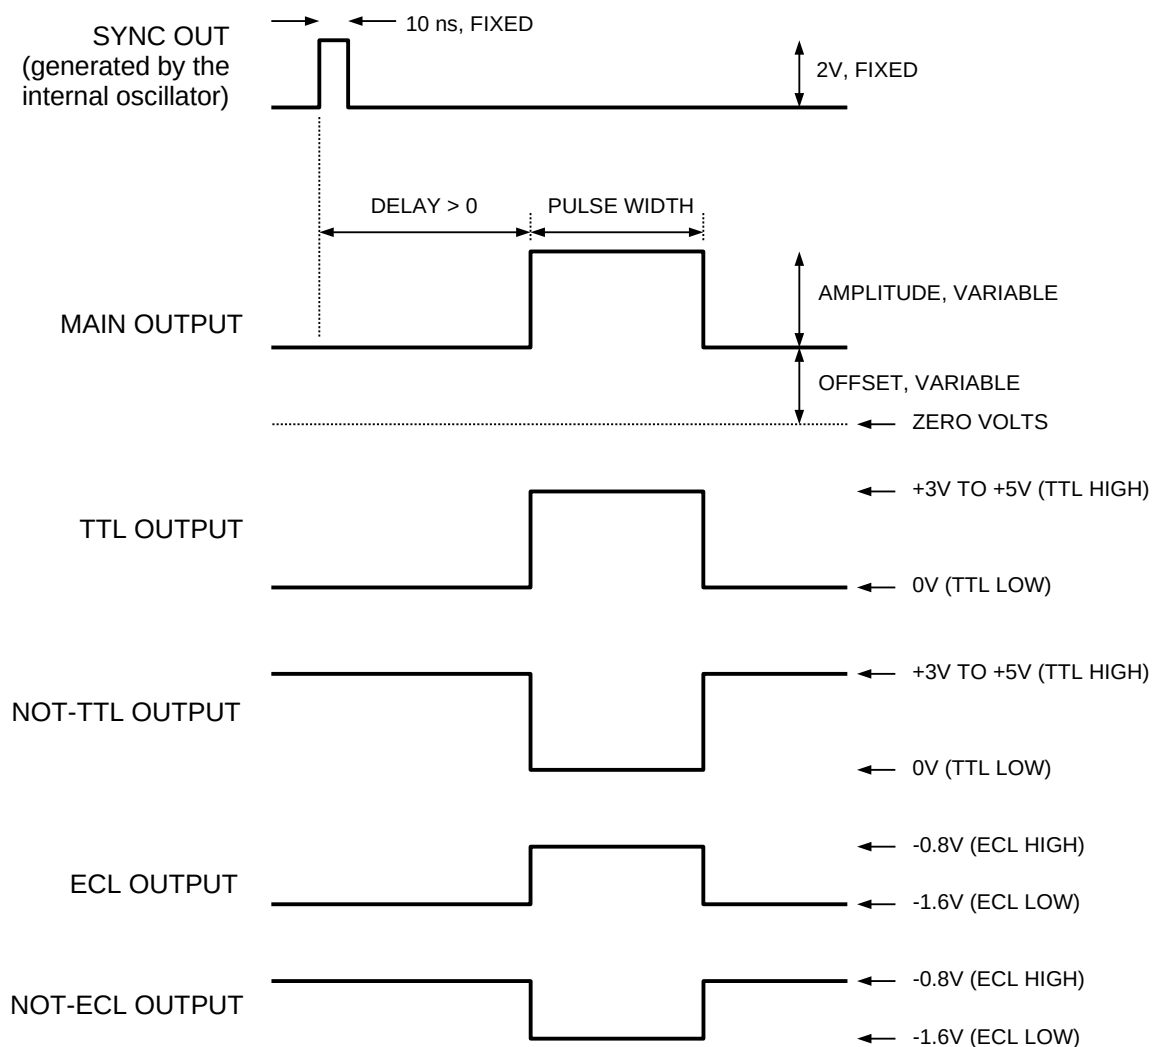 10 ns, FIXED
SYNC OUT
(generated by the
internal oscillator)
2V, FIXED
DELAY > 0
PULSE WIDTH
AMPLITUDE, VARIABLE
MAIN OUTPUT
OFFSET, VARIABLE
ZERO VOLTS
+3V TO +5V (TTL HIGH)
TTL OUTPUT
0V (TTL LOW)
+3V TO +5V (TTL HIGH)
NOT-TTL OUTPUT
0V (TTL LOW)
-0.8V (ECL HIGH)
ECL OUTPUT
-1.6V (ECL LOW)
-0.8V (ECL HIGH)
NOT-ECL OUTPUT
-1.6V (ECL LOW)